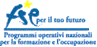 fse per il tuo futuro
Programmi operativi nazionali
per la formazione e l'occupazione